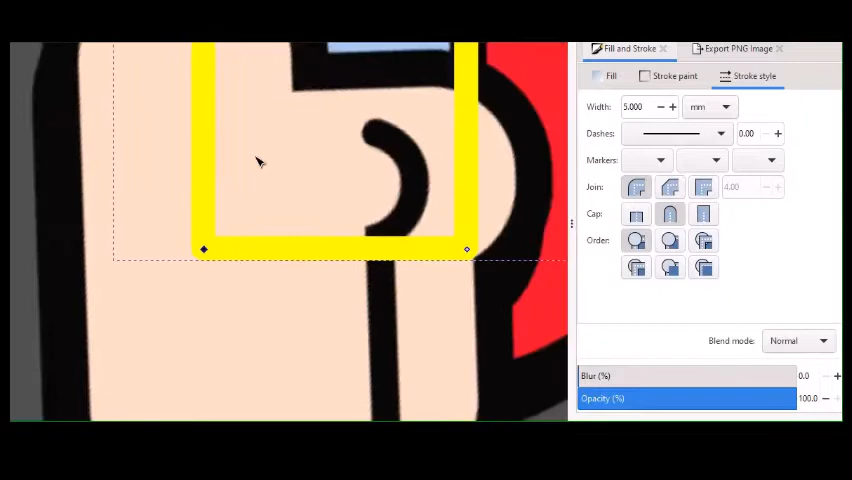 Fill and Stroke Export PNG Image
Fill Stroke paint Stroke style
Width: 5.000 mm
Dashes: 0.00
Markers:
Join: 4.00
Cap:
Order:
Blend mode: Normal
Blur (%) 0.0
Opacity (%) 100.0